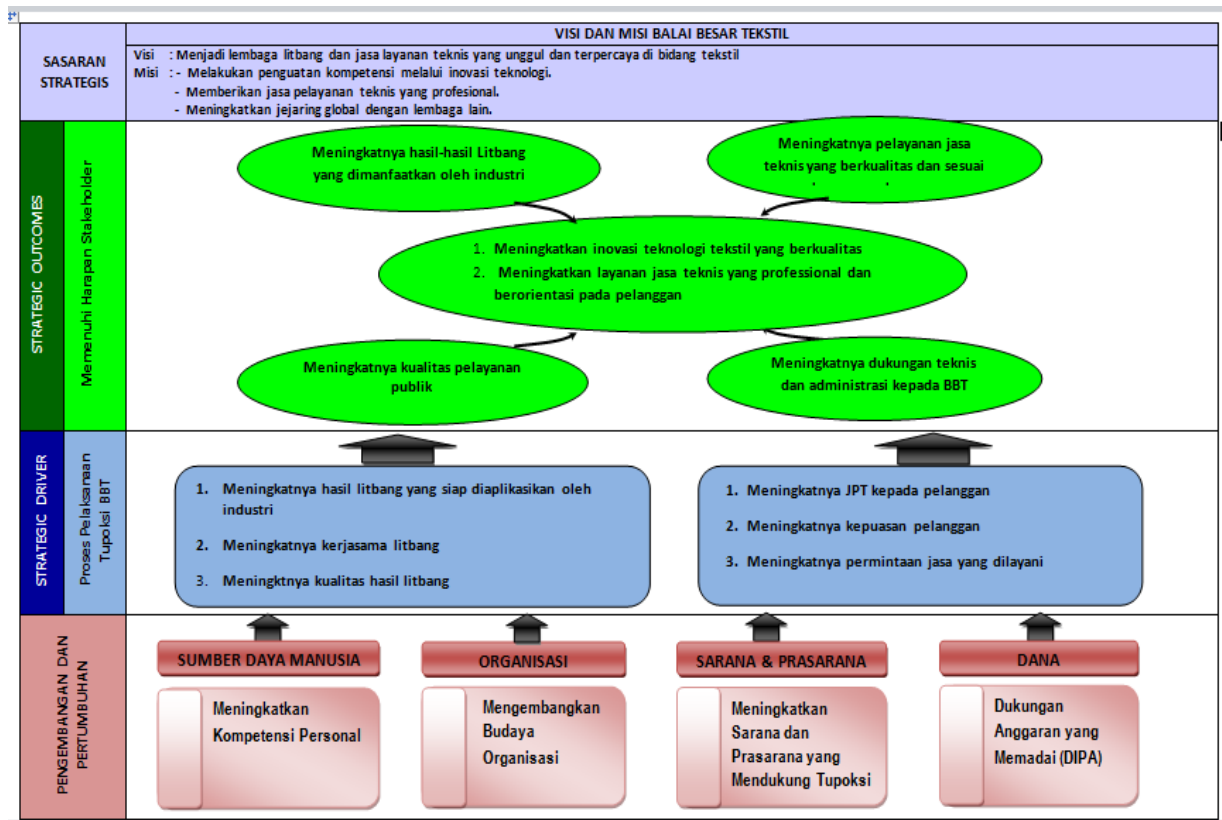 VISI DAN MISI BALAI BESAR TEKSTIL
SASARAN
STRATEGIS
Visi : Menjadi lembaga litbang dan jasa layanan teknis yang unggul dan terpercaya di bidang tekstil
Misi : - Melakukan penguatan kompetensi melalui inovasi teknologi.
- Memberikan jasa pelayanan teknis yang profesional.
- Meningkatkan jejaring global dengan lembaga lain.
STRATEGIC OUTCOMES
Memenuhi Harapan Stakeholder
Meningkatnya hasil-hasil Litbang
yang dimanfaatkan oleh industri
Meningkatnya pelayanan jasa
teknis yang berkualitas dan sesuai
1. Meningkatkan inovasi teknologi tekstil yang berkualitas
2. Meningkatkan layanan jasa teknis yang professional dan
berorientasi pada pelanggan
Meningkatnya kualitas pelayanan
publik
Meningkatnya dukungan teknis
dan administrasi kepada BBT
STRATEGIC DRIVER
Proses Pelaksanaan
Tupoksi BBT
1. Meningkatnya hasil litbang yang siap diaplikasikan oleh
industri
2. Meningkatnya kerjasama litbang
3. Meningktnya kualitas hasil litbang
1. Meningkatnya JPT kepada pelanggan
2. Meningkatnya kepuasan pelanggan
3. Meningkatnya permintaan jasa yang dilayani
PENGEMBANGAN DAN
PERTUMBUHAN
SUMBER DAYA MANUSIA
Meningkatkan
Kompetensi Personal
ORGANISASI
Mengembangkan
Budaya
Organisasi
SARANA & PRASARANA
Meningkatkan
Sarana dan
Prasarana yang
Mendukung Tupoksi
DANA
Dukungan
Anggaran yang
Memadai (DIPA)